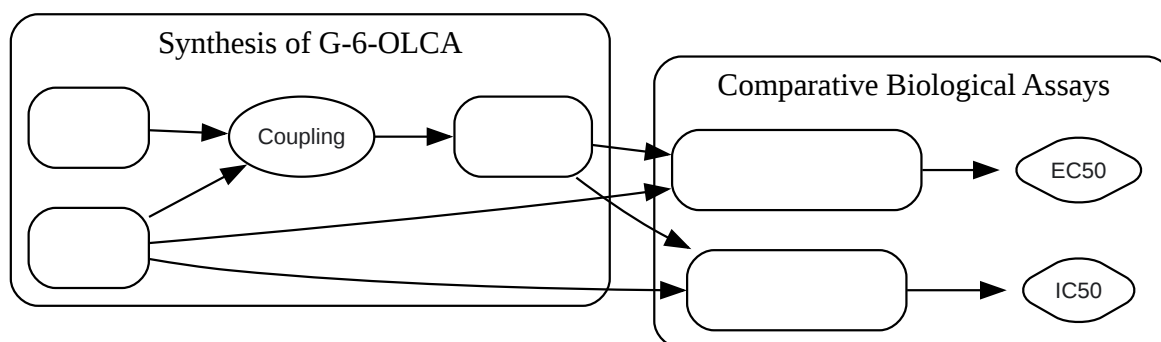 Synthesis of G-6-OLCA
Comparative Biological Assays
Coupling
EC50
IC50